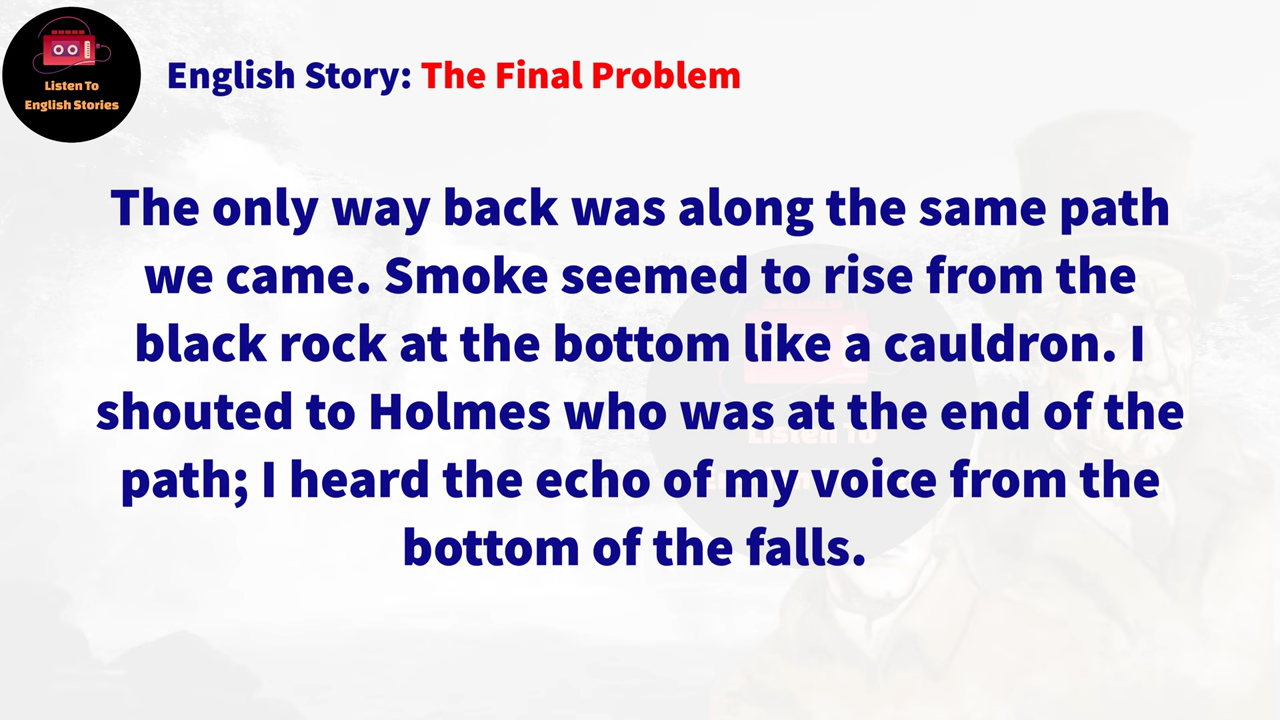 Listen To
English Stories
English Story: The Final Problem
The only way back was along the same path
we came. Smoke seemed to rise from the
black rock at the bottom like a cauldron. I
shouted to Holmes who was at the end of the
path; I heard the echo of my voice from the
bottom of the falls.
Listen To